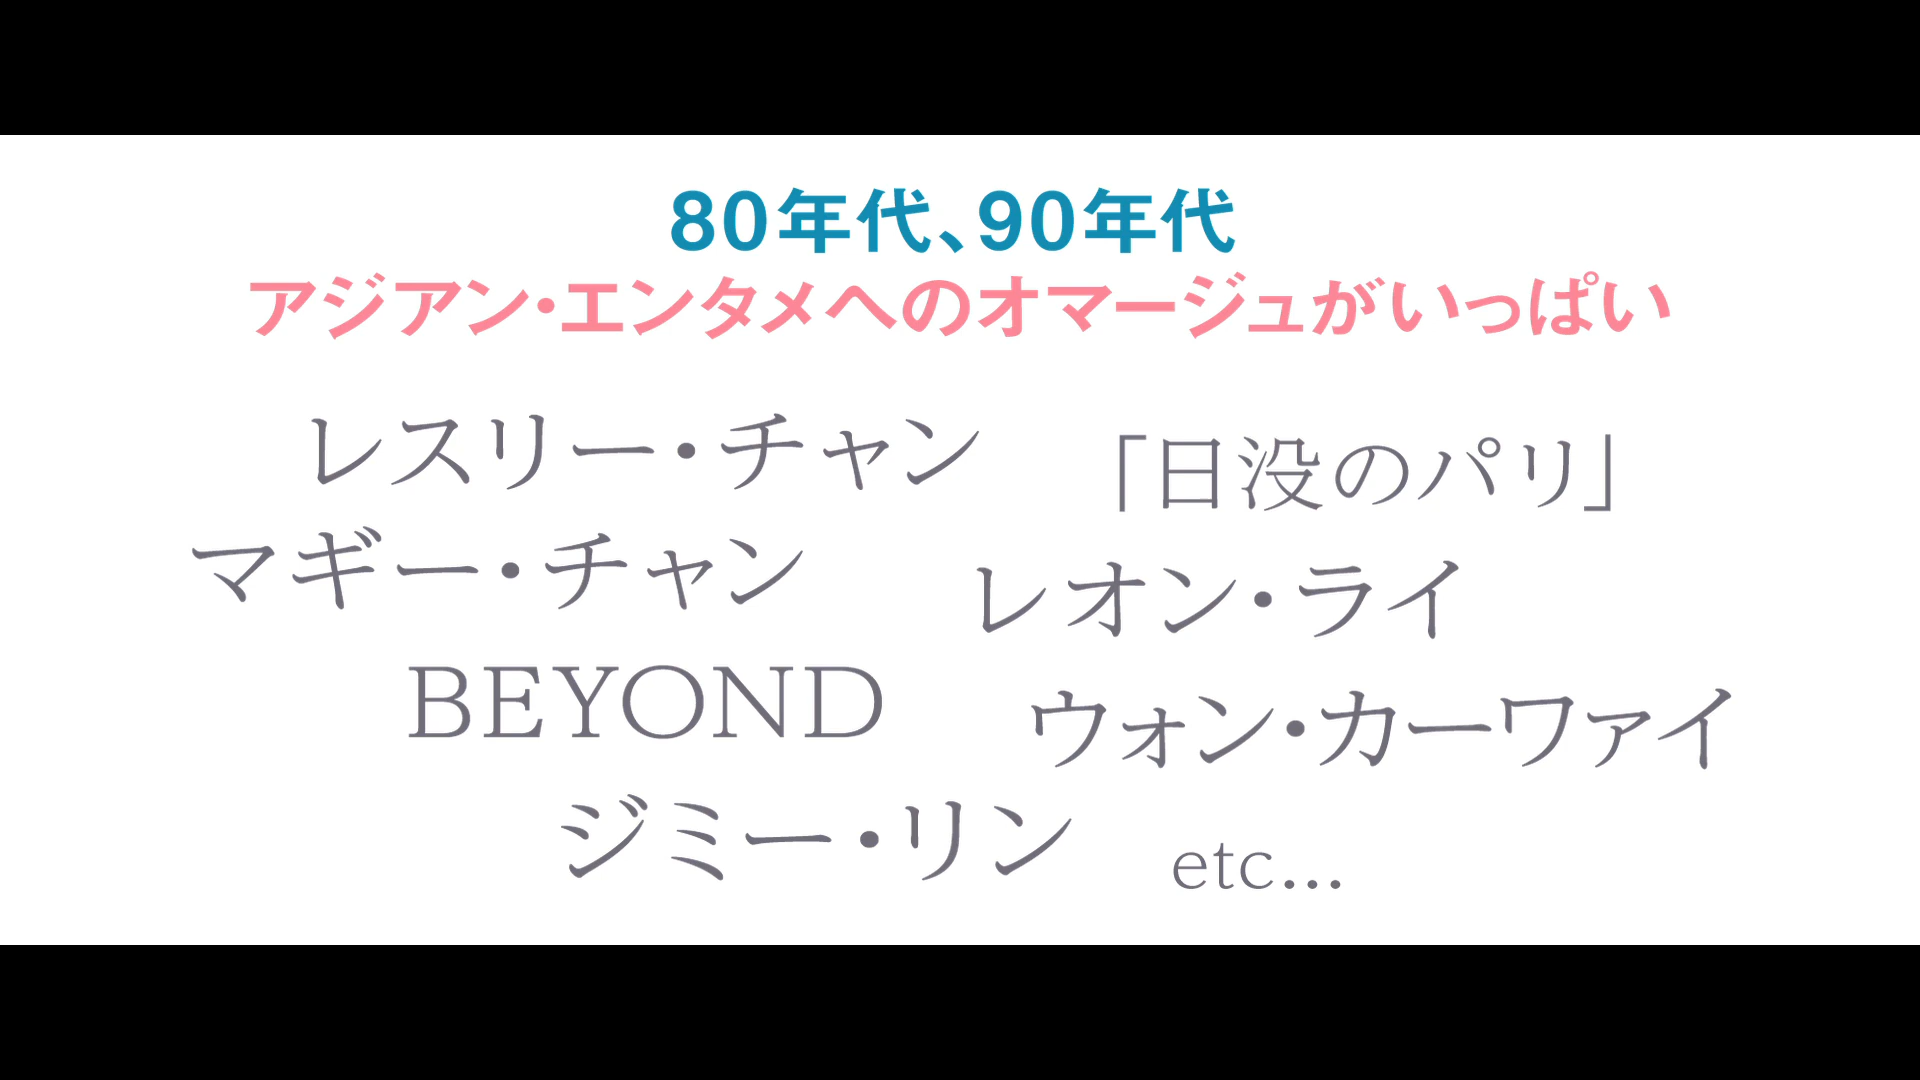 80年代、90年代
アジアン・エンタメへのオマージュがいっぱい
レスリー・チャン
「日没のパリ」
マギー・チャン
レオン・ライ
BEYOND
ウォン・カーワァイ
ジミー・リン
etc...